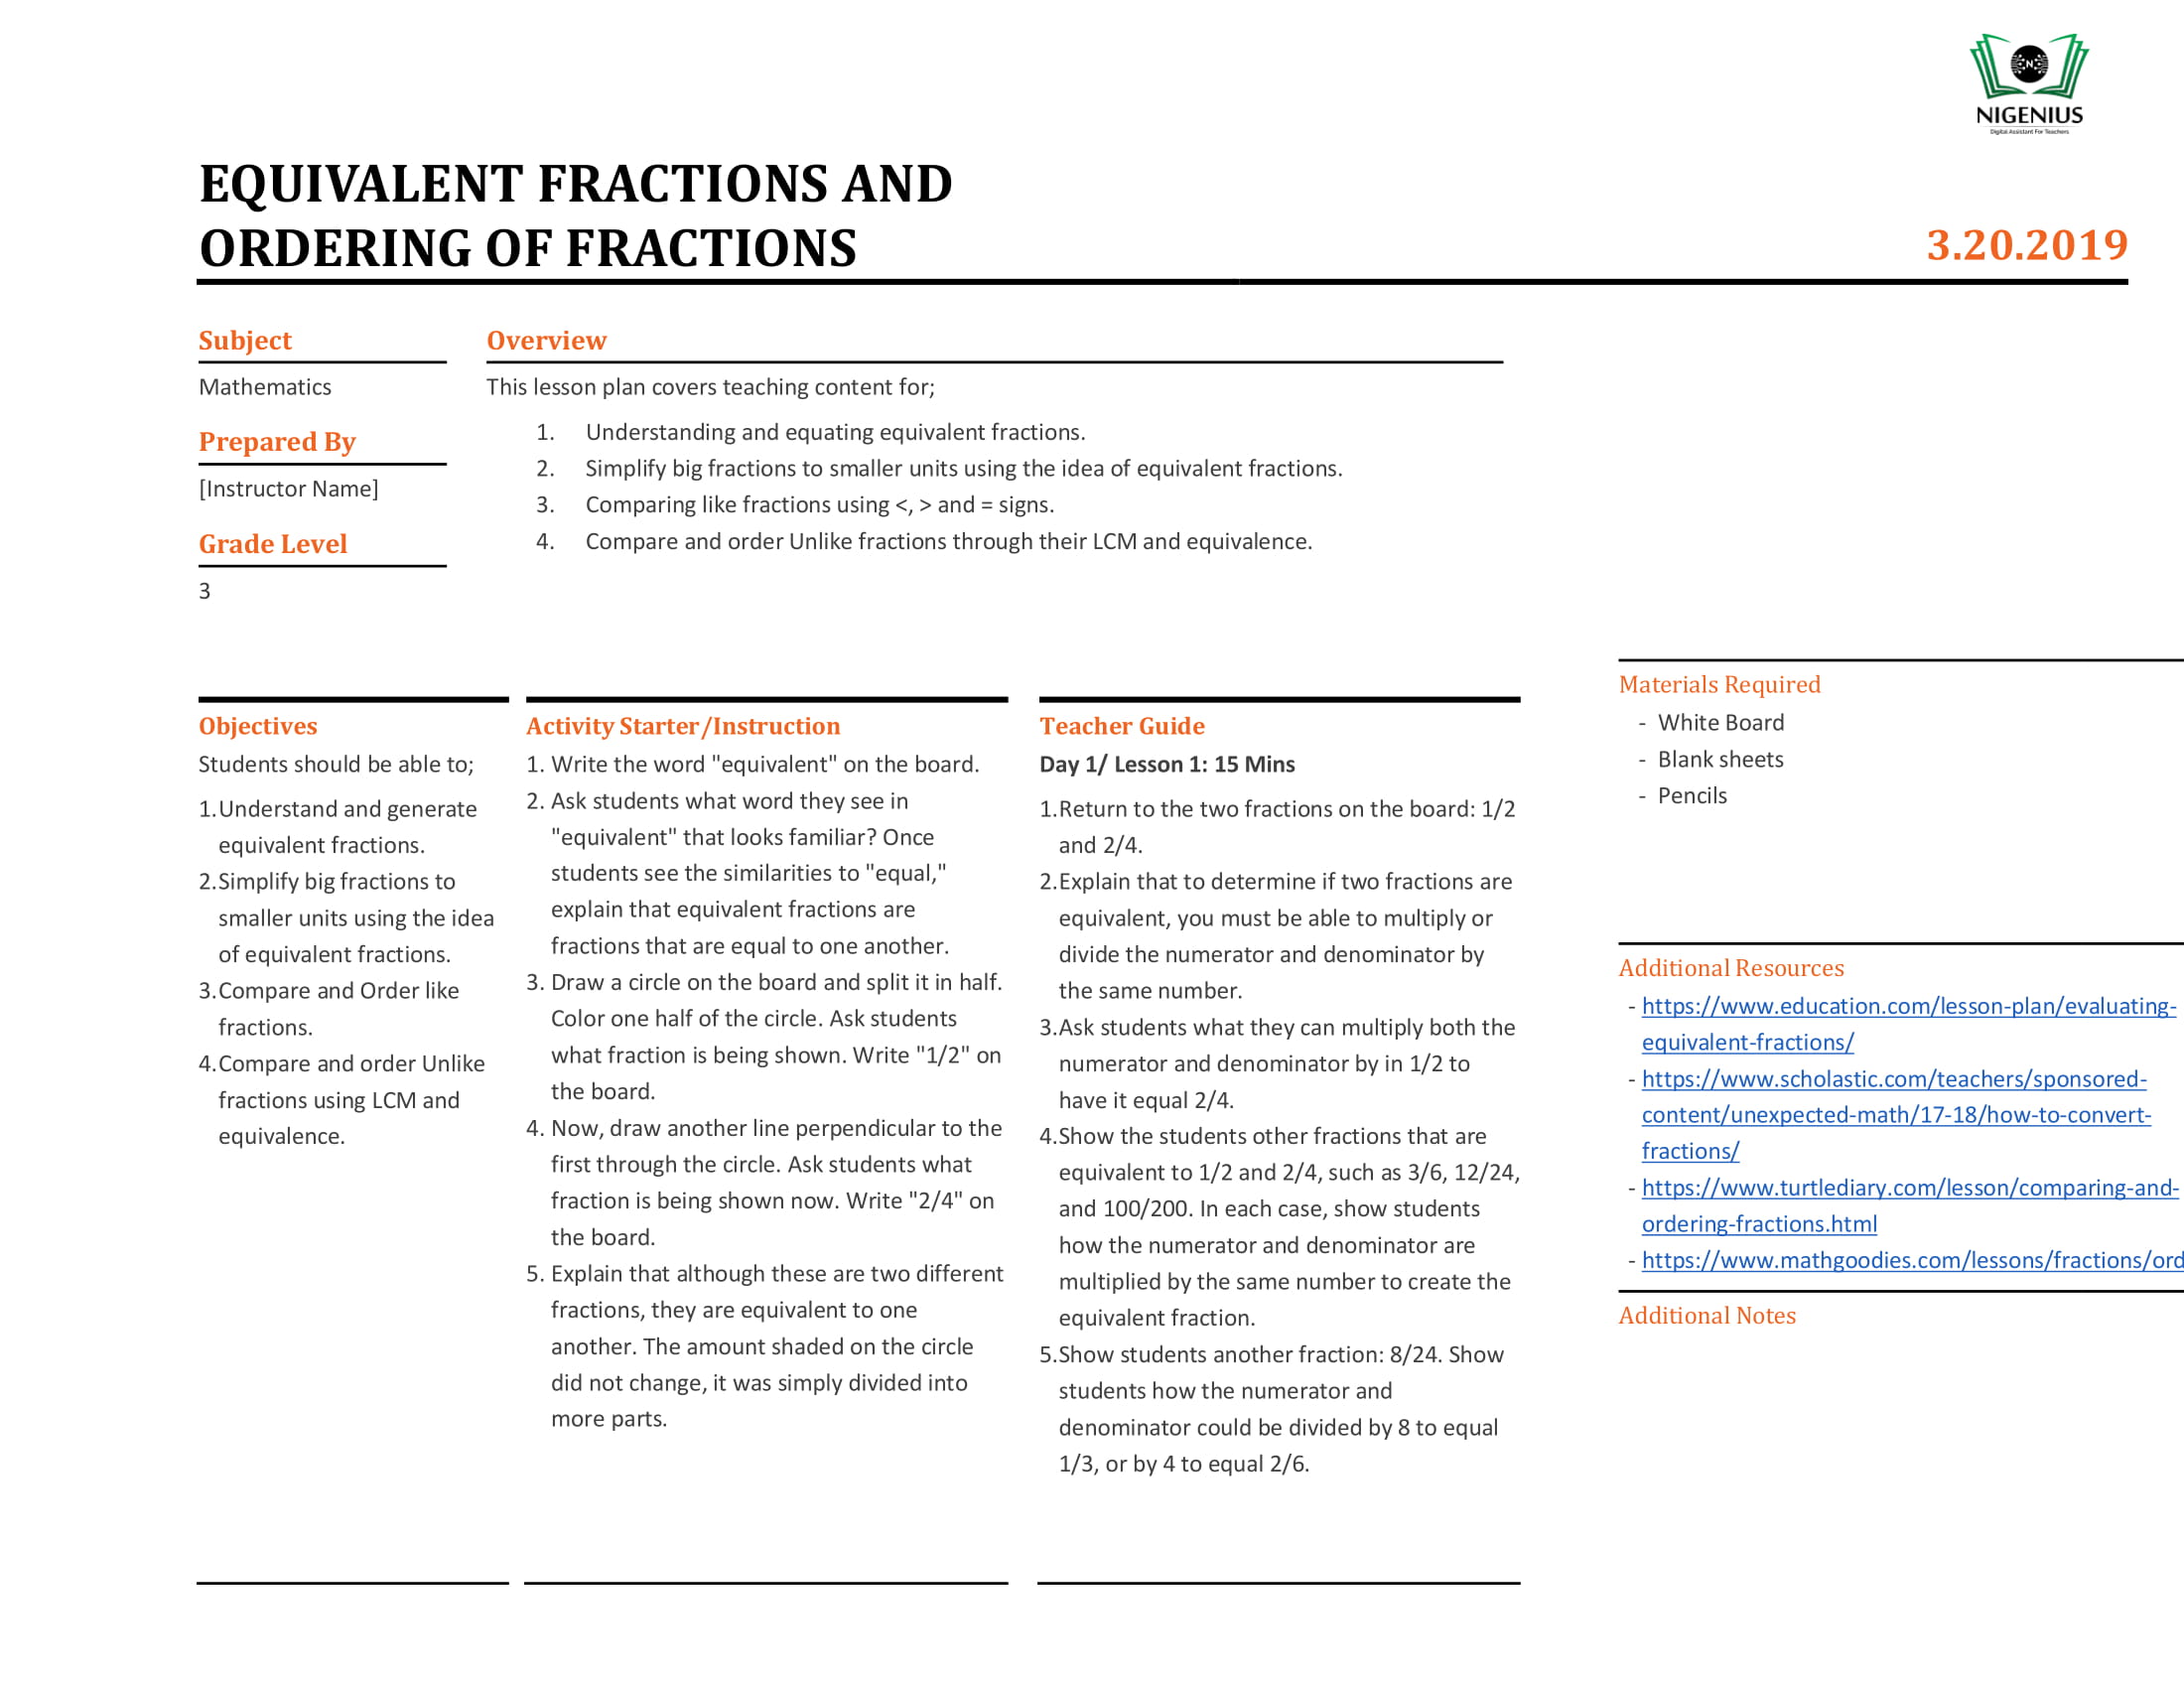 NIGENIUS
Digital Assistant For Teachers
EQUIVALENT FRACTIONS AND
ORDERING OF FRACTIONS
3.20.2019
Subject
Mathematics
Prepared By
[Instructor Name]
Grade Level
3
Overview
This lesson plan covers teaching content for;
1. Understanding and equating equivalent fractions.
2. Simplify big fractions to smaller units using the idea of equivalent fractions.
3. Comparing like fractions using <, > and = signs.
4. Compare and order Unlike fractions through their LCM and equivalence.
Objectives
Students should be able to;
1.Understand and generate
equivalent fractions.
2.Simplify big fractions to
smaller units using the idea
of equivalent fractions.
3.Compare and Order like
fractions.
4.Compare and order Unlike
fractions using LCM and
equivalence.
Activity Starter/Instruction
1. Write the word "equivalent" on the board.
2. Ask students what word they see in
"equivalent" that looks familiar? Once
students see the similarities to "equal,"
explain that equivalent fractions are
fractions that are equal to one another.
3. Draw a circle on the board and split it in half.
Color one half of the circle. Ask students
what fraction is being shown. Write "1/2" on
the board.
4. Now, draw another line perpendicular to the
first through the circle. Ask students what
fraction is being shown now. Write "2/4" on
the board.
5. Explain that although these are two different
fractions, they are equivalent to one
another. The amount shaded on the circle
did not change, it was simply divided into
more parts.
Teacher Guide
Day 1/ Lesson 1: 15 Mins
1.Return to the two fractions on the board: 1/2
and 2/4.
2.Explain that to determine if two fractions are
equivalent, you must be able to multiply or
divide the numerator and denominator by
the same number.
3.Ask students what they can multiply both the
numerator and denominator by in 1/2 to
have it equal 2/4.
4.Show the students other fractions that are
equivalent to 1/2 and 2/4, such as 3/6, 12/24,
and 100/200. In each case, show students
how the numerator and denominator are
multiplied by the same number to create the
equivalent fraction.
5.Show students another fraction: 8/24. Show
students how the numerator and
denominator could be divided by 8 to equal
1/3, or by 4 to equal 2/6.
Materials Required
- White Board
- Blank sheets
- Pencils
Additional Resources
- https://www.education.com/lesson-plan/evaluating-
equivalent-fractions/
- https://www.scholastic.com/teachers/sponsored-
content/unexpected-math/17-18/how-to-convert-
fractions/
- https://www.turtlediary.com/lesson/comparing-and-
ordering-fractions.html
- https://www.mathgoodies.com/lessons/fractions/ord
Additional Notes